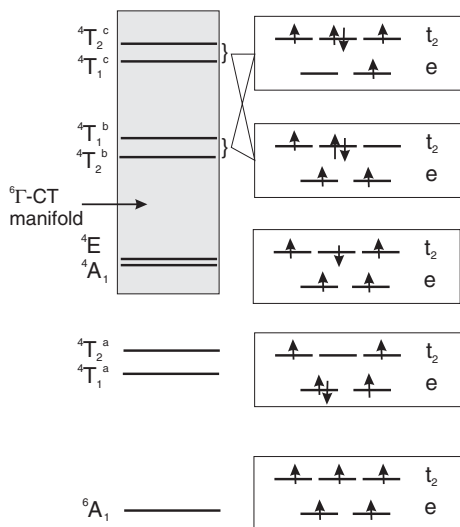 ⁴T₂ᶜ
⁴T₁ᶜ
⁴T₁ᵇ
⁴T₂ᵇ
⁶Γ-CT
manifold
⁴E
⁴A₁
⁴T₂ᵃ
⁴T₁ᵃ
⁶A₁
t₂
e
t₂
e
t₂
e
t₂
e
t₂
e